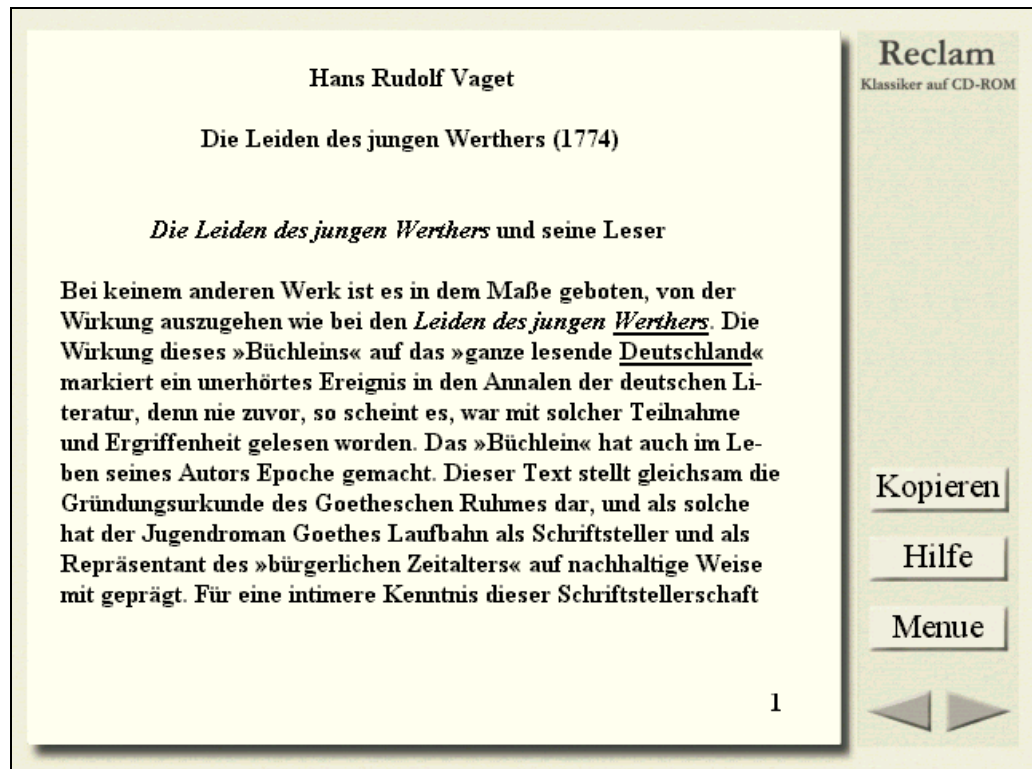 Hans Rudolf Vaget
Die Leiden des jungen Werthers (1774)
Die Leiden des jungen Werthers und seine Leser
Bei keinem anderen Werk ist es in dem Maße geboten, von der
Wirkung auszugehen wie bei den Leiden des jungen Werthers. Die
Wirkung dieses »Büchleins« auf das »ganze lesende Deutschland«
markiert ein unerhörtes Ereignis in den Annalen der deutschen Li-
teratur, denn nie zuvor, so scheint es, war mit solcher Teilnahme
und Ergriffenheit gelesen worden. Das »Büchlein« hat auch im Le-
ben seines Autors Epoche gemacht. Dieser Text stellt gleichsam die
Gründungsurkunde des Goetheschen Ruhmes dar, und als solche
hat der Jugendroman Goethes Laufbahn als Schriftsteller und als
Repräsentant des »bürgerlichen Zeitalters« auf nachhaltige Weise
mit geprägt. Für eine intimere Kenntnis dieser Schriftstellerschaft
1
Reclam
Klassiker auf CD-ROM
Kopieren
Hilfe
Menue